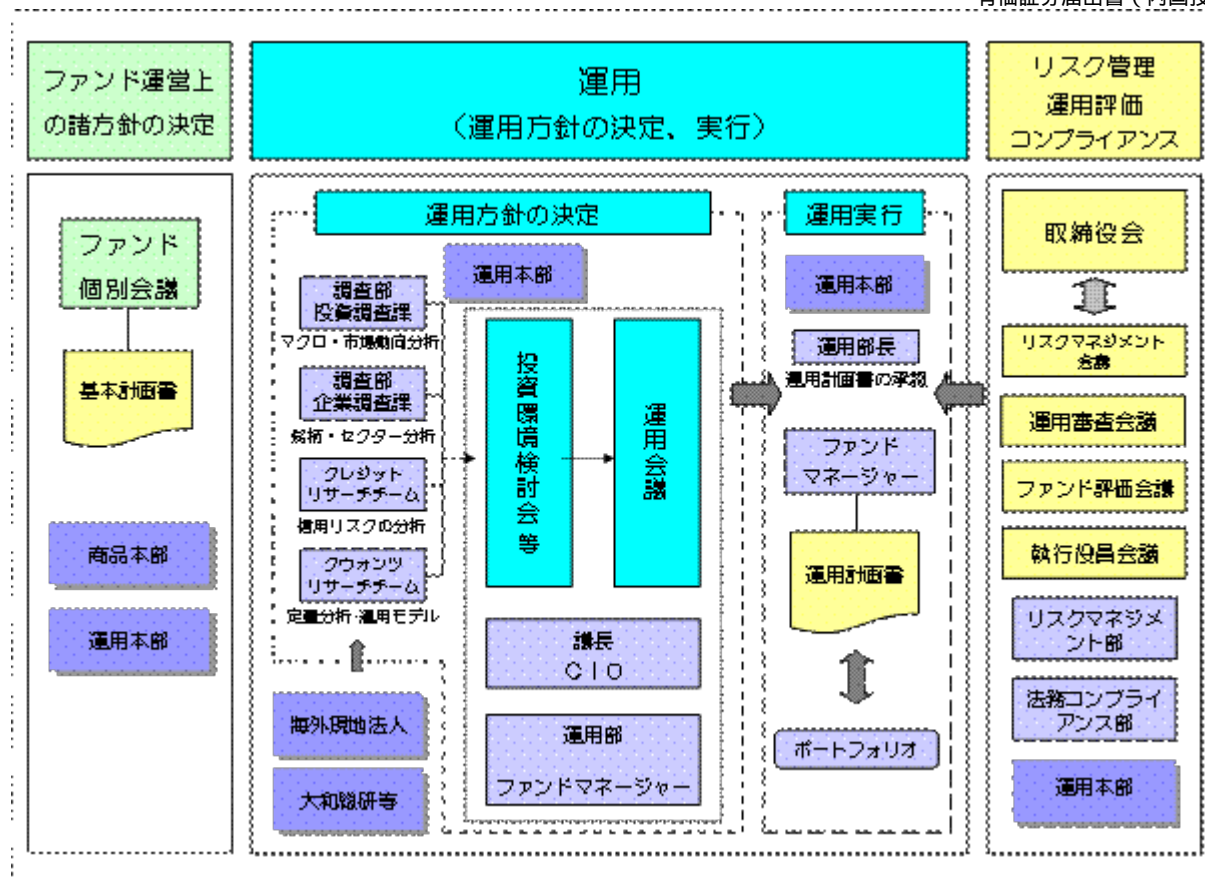 有価証券届出書(内国投
ファンド運営上
の諸方針の決定
運用
(運用方針の決定、実行)
リスク管理
運用評価
コンプライアンス
ファンド
個別会議
基本計画書
商品本部
運用本部
運用方針の決定
運用本部
調査部
投資調査課
マクロ・市場動向分析
調査部
企業調査課
銘柄・セクター分析
クレジット
リサーチチーム
信用リスクの分析
クウォンツ
リサーチチーム
定量分析・運用モデル
海外現地法人
大和総研等
投資環境検討会等
運用会議
議長
CIO
運用部
ファンドマネージャー
運用実行
運用本部
運用部長
運用計画書の承認
ファンド
マネージャー
運用計画書
ポートフォリオ
取締役会
リスクマネジメント
会議
運用審査会議
ファンド評価会議
執行役員会議
リスクマネジメ
ント部
法務コンプライ
アンス部
運用本部